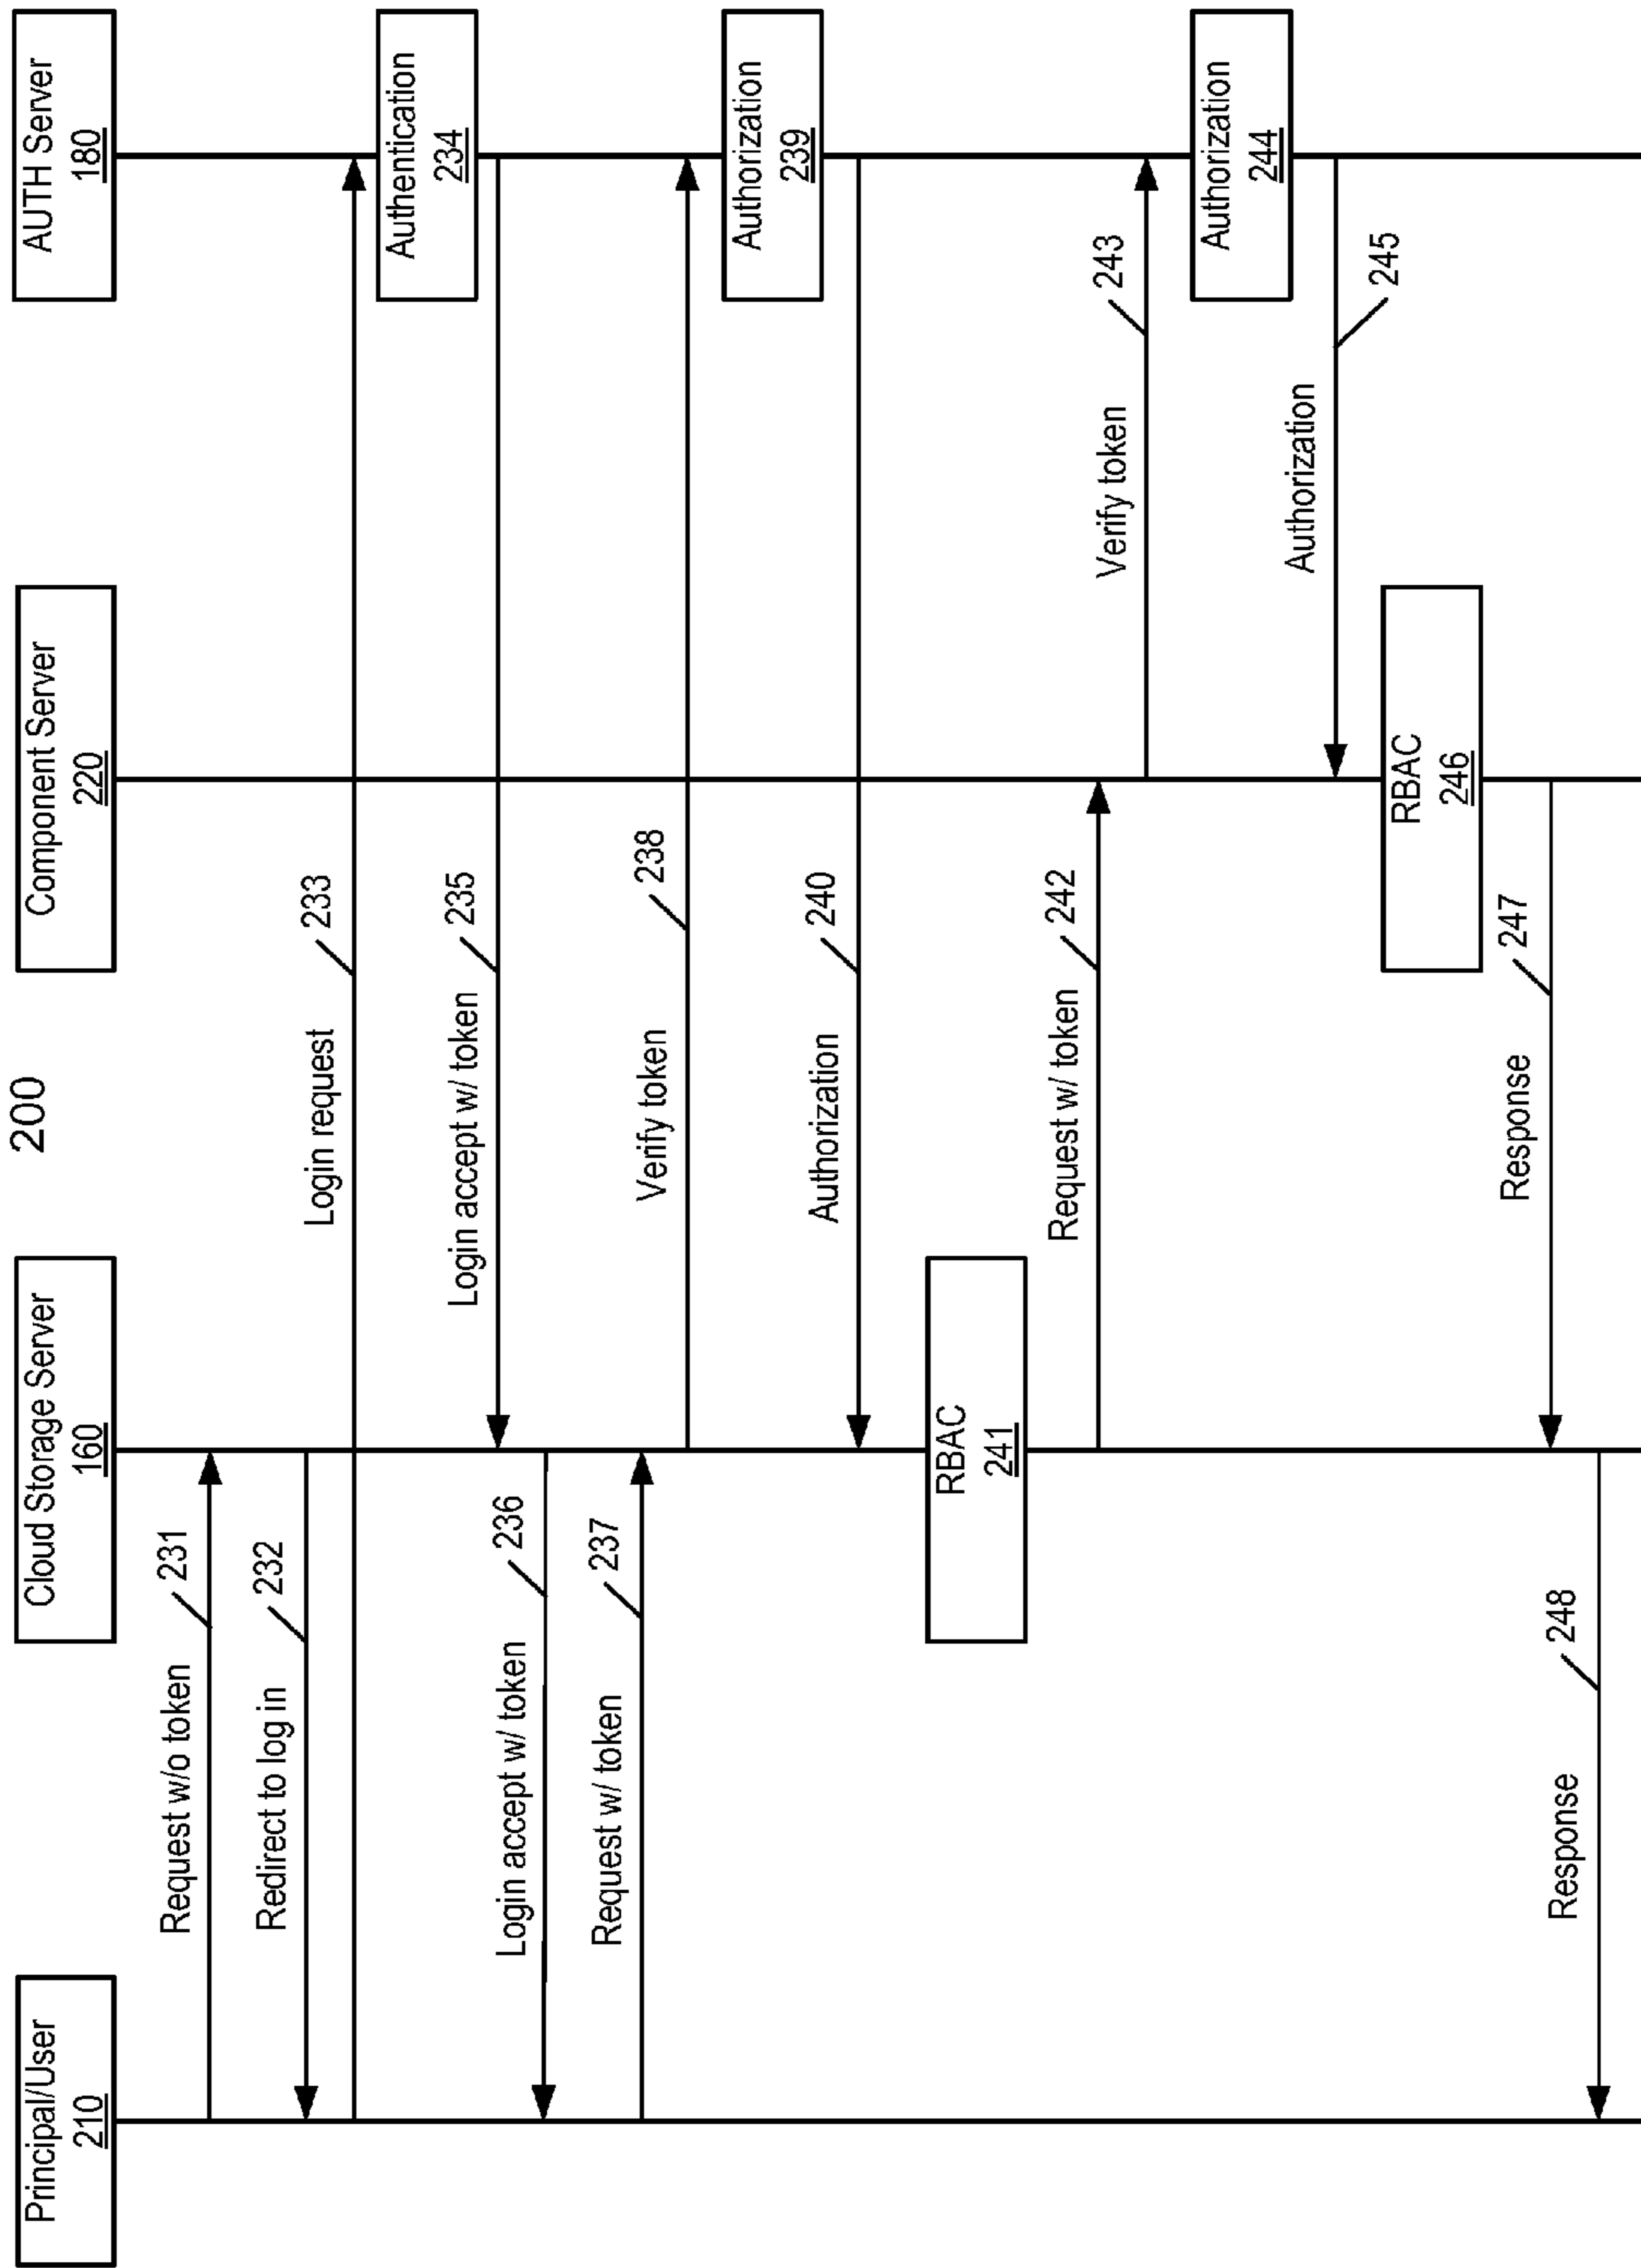 200
Principal/User
210
Cloud Storage Server
160
Component Server
220
AUTH Server
180
Request w/o token
231
Redirect to log in
232
Login request
233
Authentication
234
Login accept w/ token
235
Login accept w/ token
236
Request w/ token
237
Verify token
238
Authorization
239
Authorization
240
RBAC
241
Request w/ token
242
Verify token
243
Authorization
244
Authorization
245
RBAC
246
Response
247
Response
248